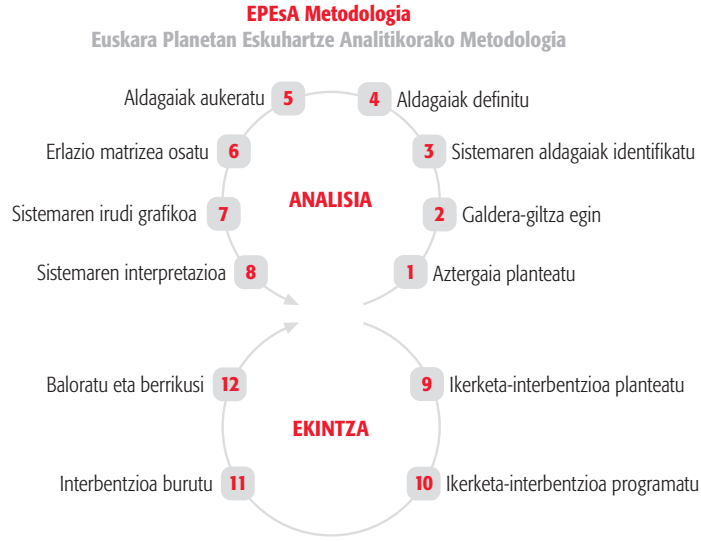 EPEsA Metodologia
Euskara Planetan Eskuhartze Analitikorako Metodologia
Aldagaiak aukeratu 5 4 Aldagaiak definitu
Erlazio matrizea osatu 6 3 Sistemaren aldagaiak identifikatu
ANALISIA
Sistemaren irudi grafikoa 7 2 Galdera-giltza egin
Sistemaren interpretazioa 8 1 Aztergaia planteatu
Baloratu eta berrikusi 12 9 Ikerketa-interbentzioa planteatu
EKINTZA
Interbentzioa burutu 11 10 Ikerketa-interbentzioa programatu